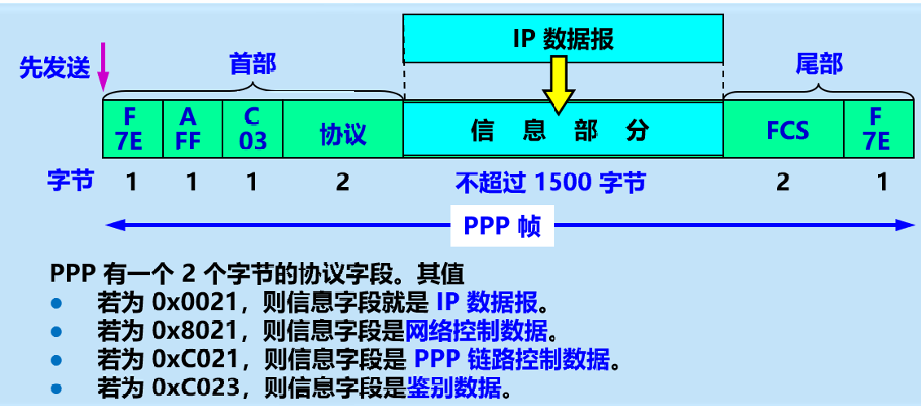 IP 数据报
先发送
首部
尾部
F A C F
7E FF 03 协议 信 息 部 分 FCS 7E
字节 1 1 1 2 不超过 1500 字节 2 1
PPP 帧
PPP 有一个 2 个字节的协议字段。其值
• 若为 0x0021，则信息字段就是 IP 数据报。
• 若为 0x8021，则信息字段是网络控制数据。
• 若为 0xC021，则信息字段是 PPP 链路控制数据。
• 若为 0xC023，则信息字段是鉴别数据。